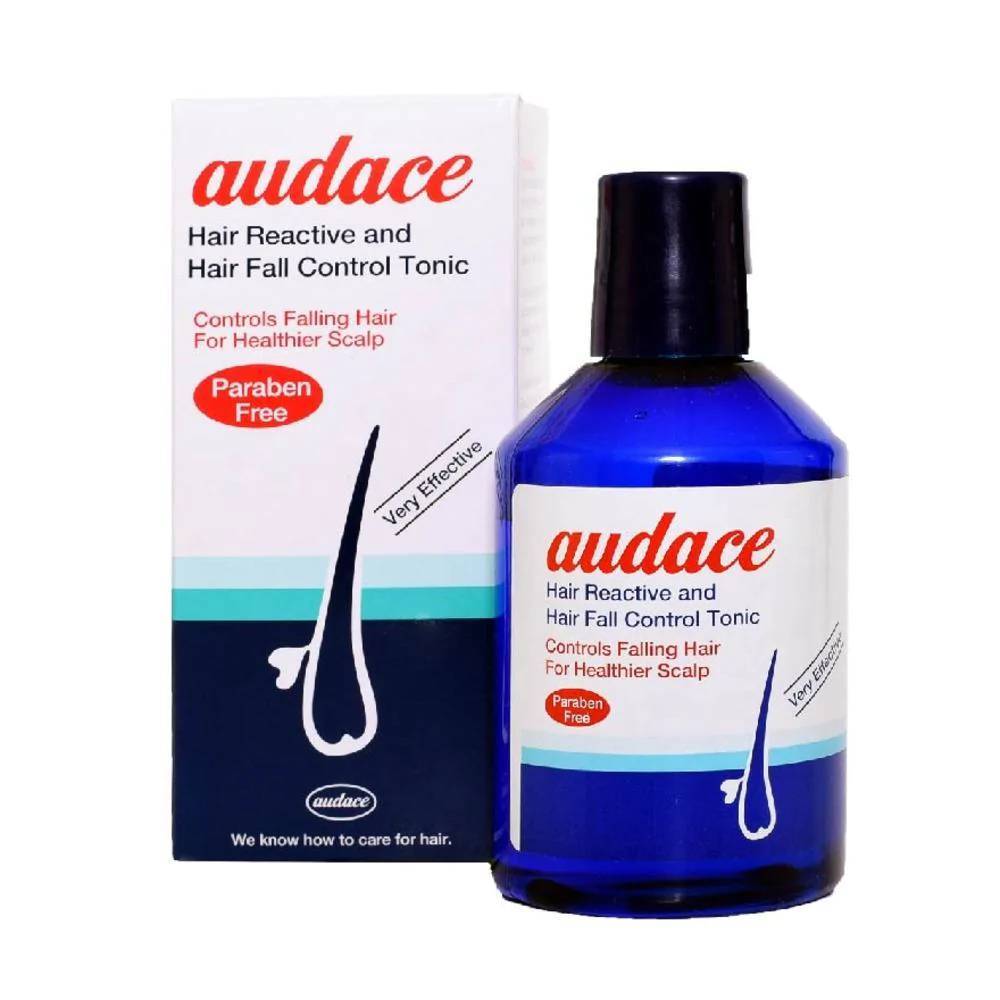 audace
Hair Reactive and
Hair Fall Control Tonic
Controls Falling Hair
For Healthier Scalp
Paraben
Free
Very Effective
audace
We know how to care for hair.
audace
Hair Reactive and
Hair Fall Control Tonic
Controls Falling Hair
For Healthier Scalp
Paraben
Free
Very Effective